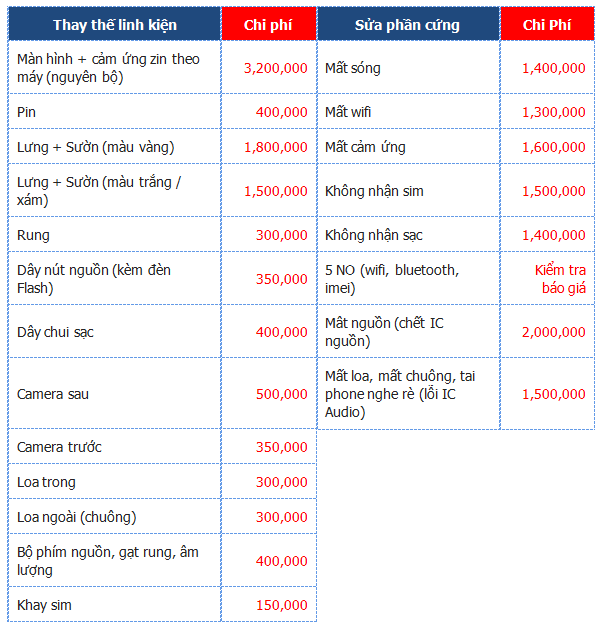 Thay thế linh kiện
Chi phí
Sửa phần cứng
Chi Phí
Màn hình + cảm ứng zin theo
máy (nguyên bộ)
3,200,000
Mất sóng
1,400,000
Pin
400,000
Mất wifi
1,300,000
Lưng + Sườn (màu vàng)
1,800,000
Mất cảm ứng
1,600,000
Lưng + Sườn (màu trắng /
xám)
1,500,000
Không nhận sim
1,500,000
Rung
300,000
Không nhận sạc
1,400,000
Dây nút nguồn (kèm đèn
Flash)
350,000
5 NO (wifi, bluetooth,
imei)
Kiểm tra
báo giá
Dây chui sạc
400,000
Mât nguồn (chết IC
nguồn)
2,000,000
Camera sau
500,000
Mất loa, mất chuông, tai
phone nghe rè (lỗi IC
Audio)
1,500,000
Camera trước
350,000
Loa trong
300,000
Loa ngoài (chuông)
300,000
Bộ phím nguồn, gạt rung, âm
lượng
400,000
Khay sim
150,000